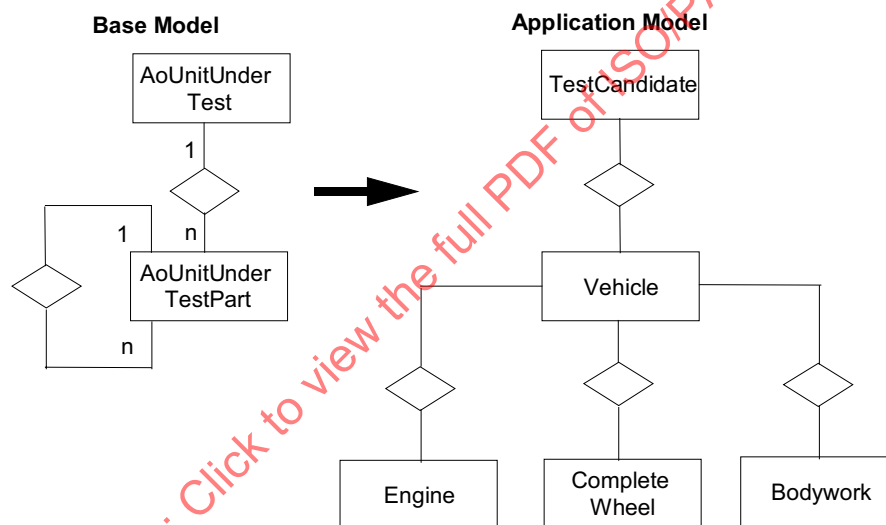 Base Model
Application Model
AoUnitUnder
Test
TestCandidate
1
n
1
AoUnitUnder
TestPart
Vehicle
n
Engine
Complete
Wheel
Bodywork
: Click to view the full PDF of ISO/PA